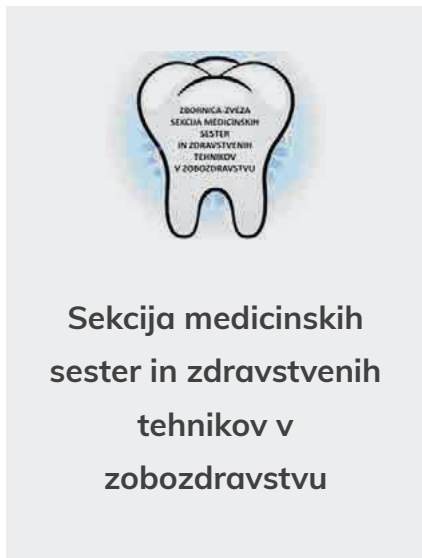 ZBORNICA-ZVEZA
SEKCIJA MEDICINSKIH
SESTER
IN ZDRAVSTVENIH
TEHNIKOV
V ZOBOZDRAVSTVU
Sekcija medicinskih
sester in zdravstvenih
tehnikov v
zobozdravstvu